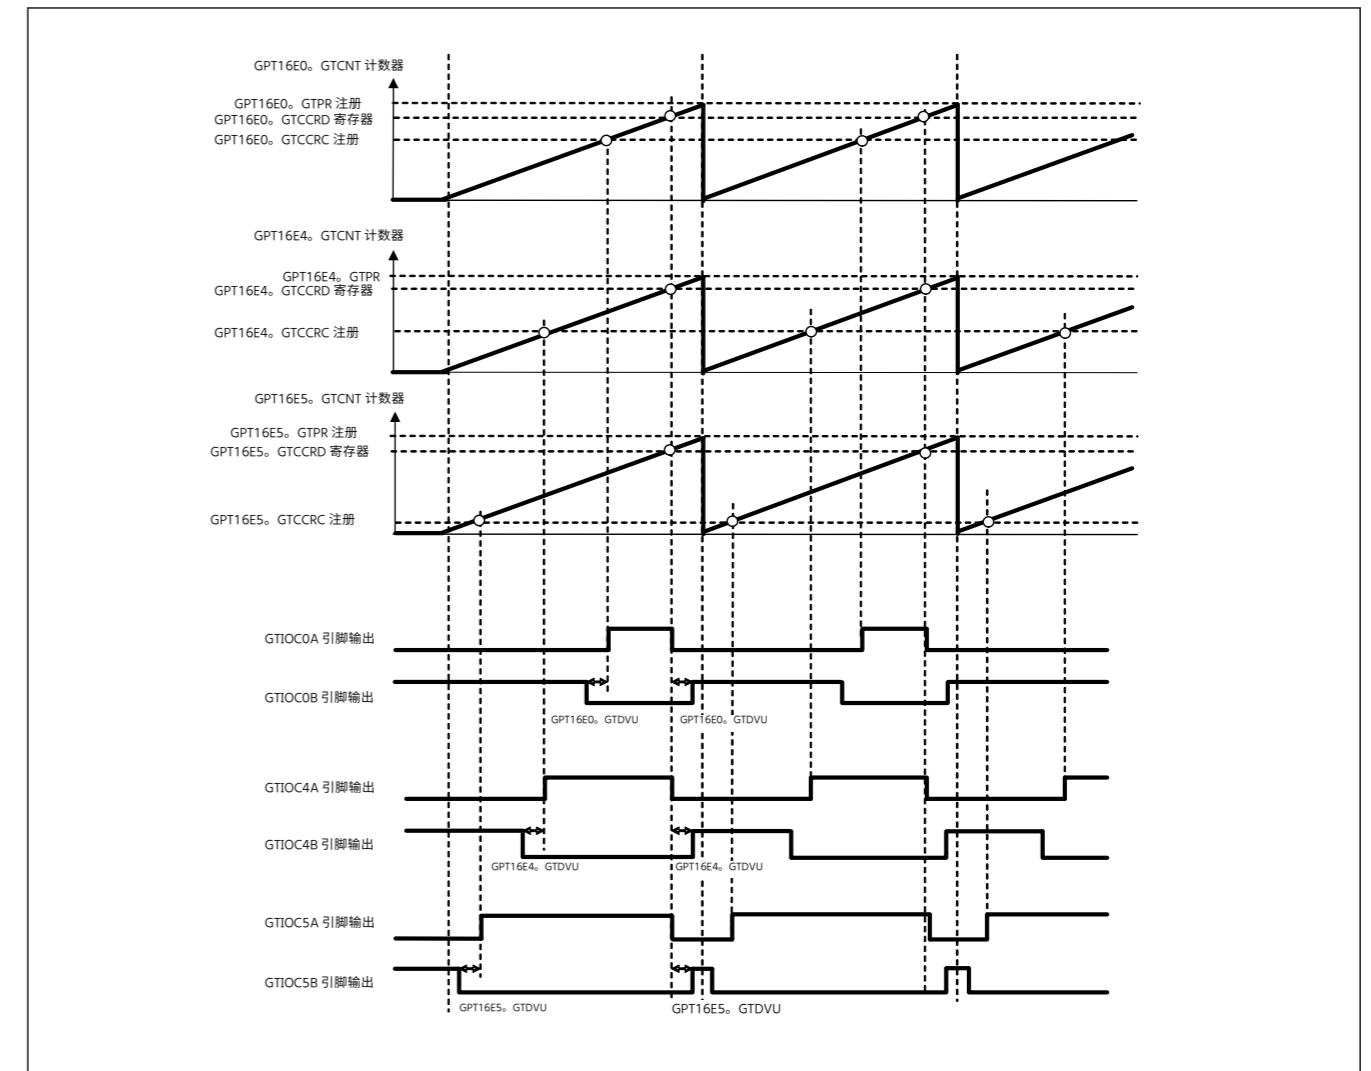 GPT16E0。GTCNT 计数器
GPT16E0。GTPR 注册
GPT16E0。GTCCRD 寄存器
GPT16E0。GTCCRC 注册
GPT16E4。GTCNT 计数器
GPT16E4。GTPR
GPT16E4。GTCCRD 寄存器
GPT16E4。GTCCRC 注册
GPT16E5。GTCNT 计数器
GPT16E5。GTPR 注册
GPT16E5。GTCCRD 寄存器
GPT16E5。GTCCRC 注册
GTIOC0A 引脚输出
GTIOC0B 引脚输出
GPT16E0。GTDVU GPT16E0。GTDVU
GTIOC4A 引脚输出
GTIOC4B 引脚输出
GPT16E4。GTDVU GPT16E4。GTDVU
GTIOC5A 引脚输出
GTIOC5B 引脚输出
GPT16E5。GTDVU GPT16E5。GTDVU